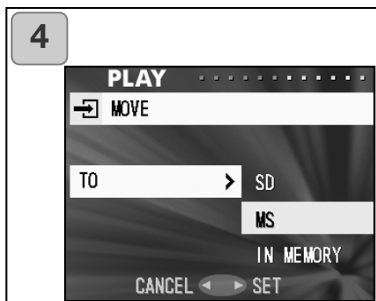 4
PLAY
MOVE
TO > SD
MS
IN MEMORY
CANCEL ◄ ► SET